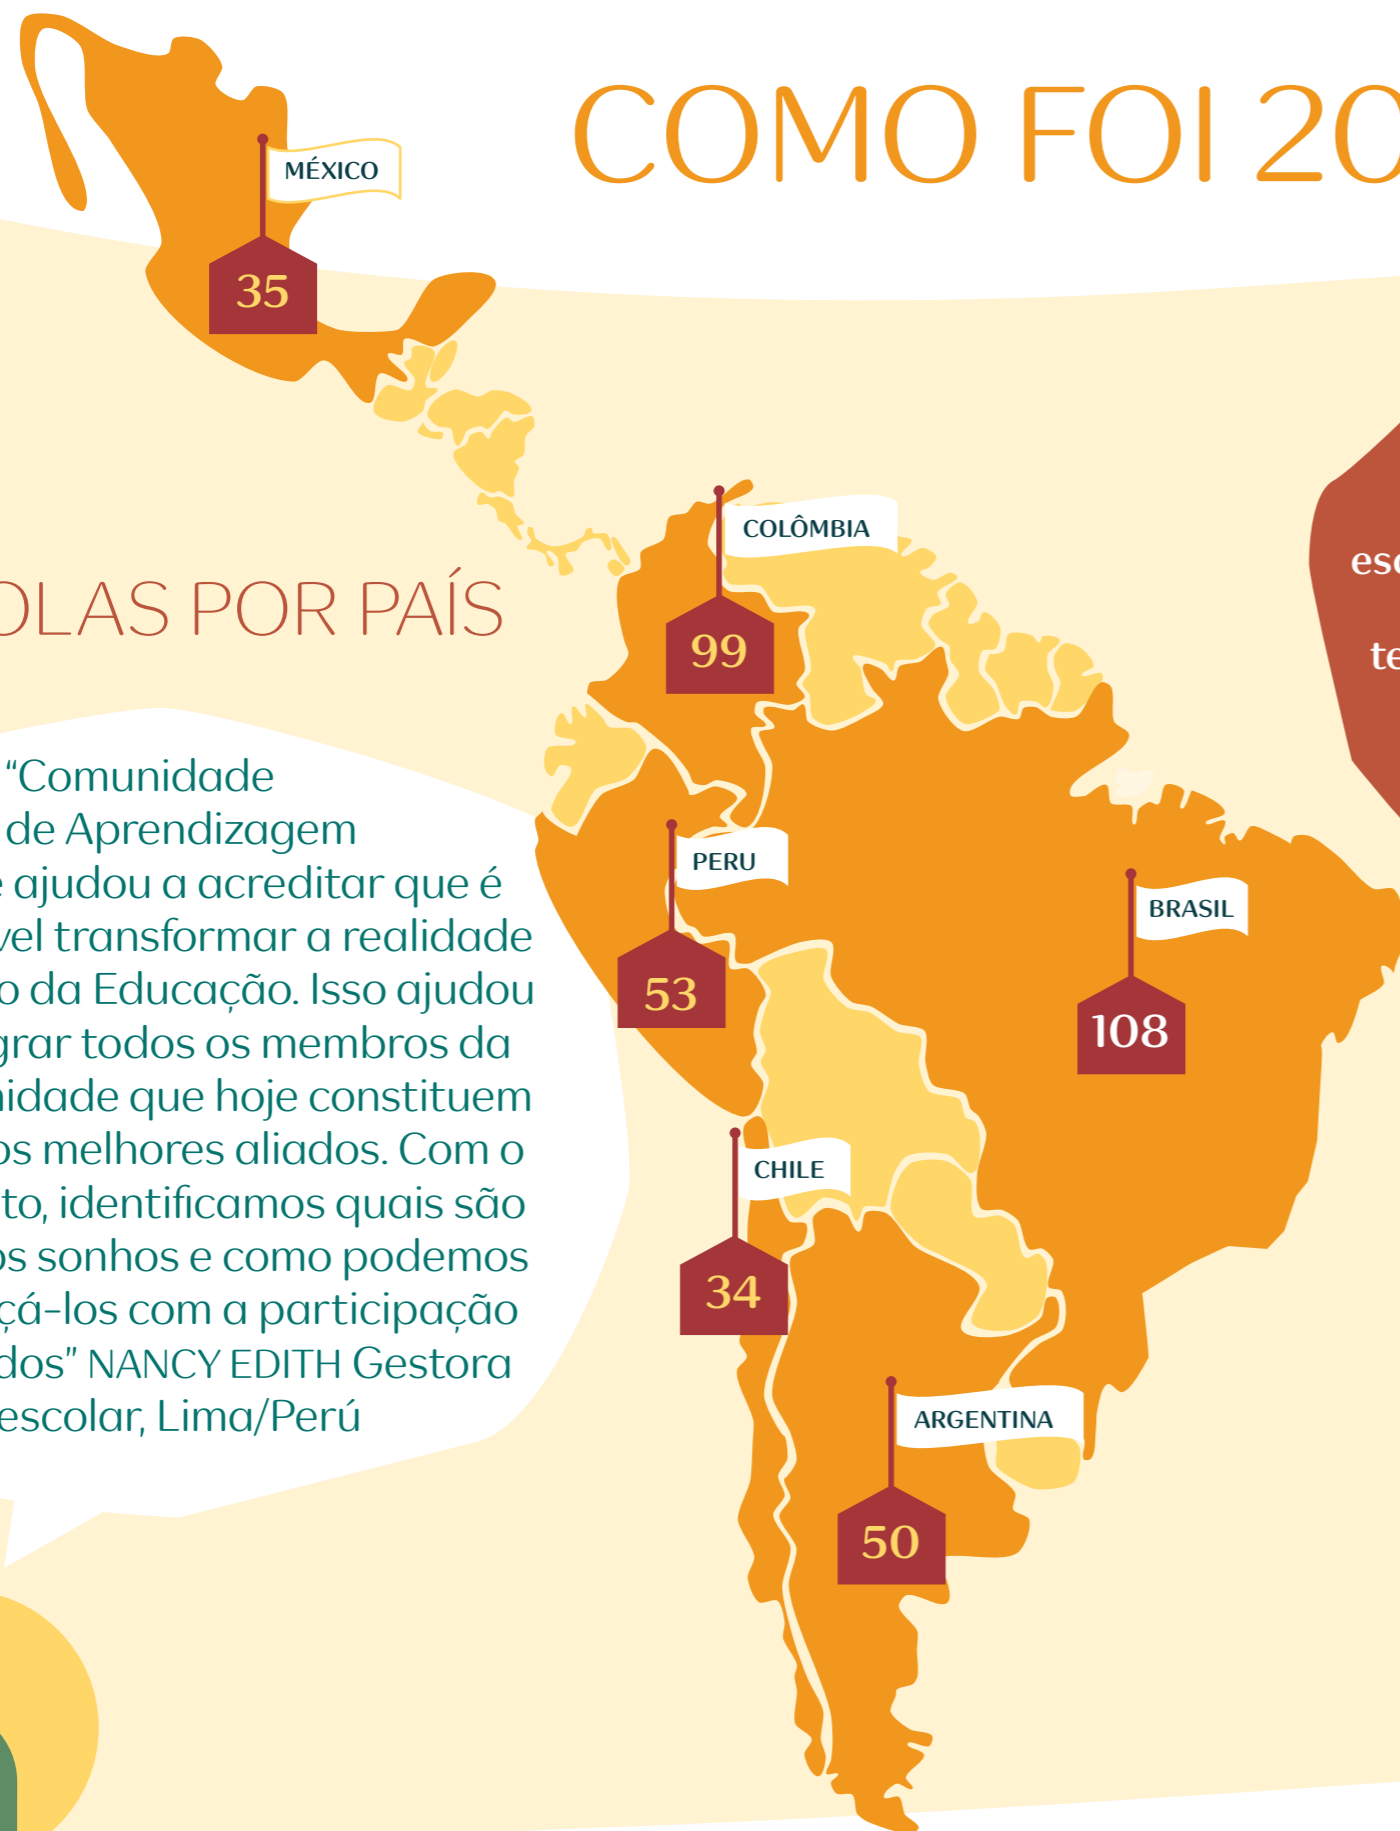 COMO FOI 20
MÉXICO
35
COLÔMBIA
99
OLAS POR PAÍS
“Comunidade
de Aprendizagem
e ajudou a acreditar que é
vel transformar a realidade
o da Educação. Isso ajudou
grar todos os membros da
nidade que hoje constituem
os melhores aliados. Com o
to, identificamos quais são
os sonhos e como podemos
çá-los com a participação
dos” NANCY EDITH Gestora
escolar, Lima/Perú
PERU
53
BRASIL
108
CHILE
34
ARGENTINA
50
esc
te